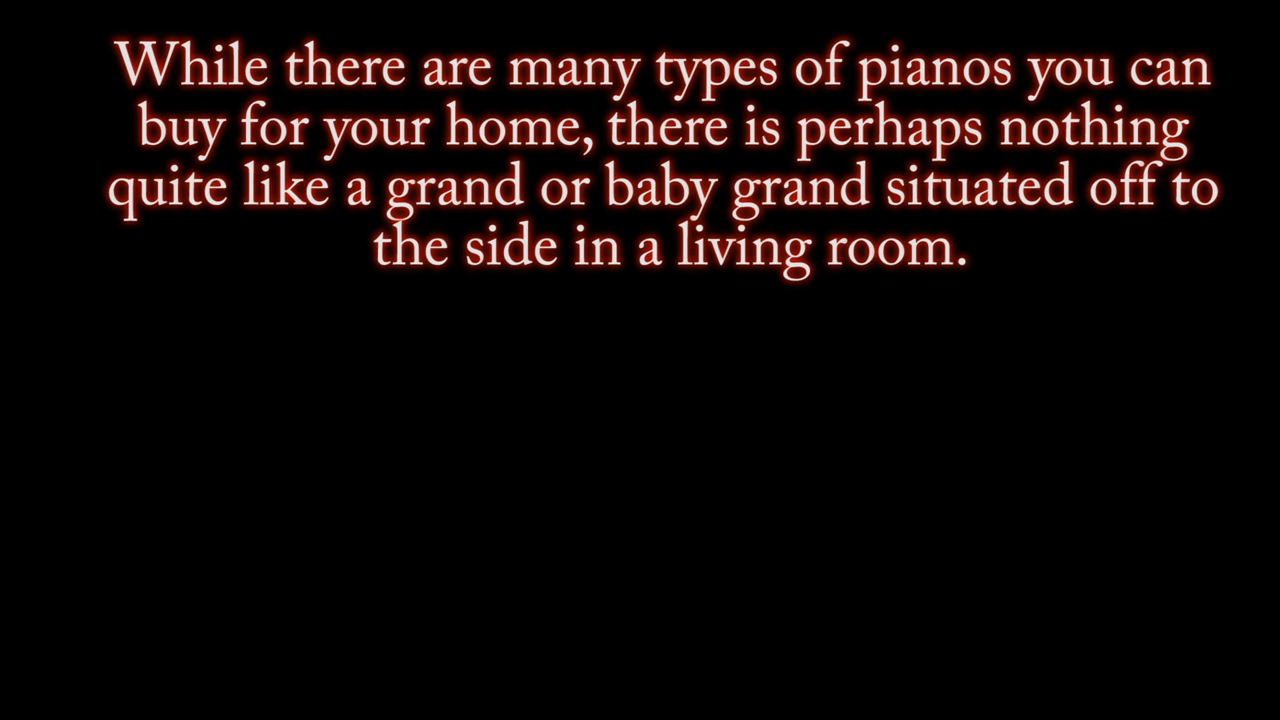 While there are many types of pianos you can
buy for your home, there is perhaps nothing
quite like a grand or baby grand situated off to
the side in a living room.